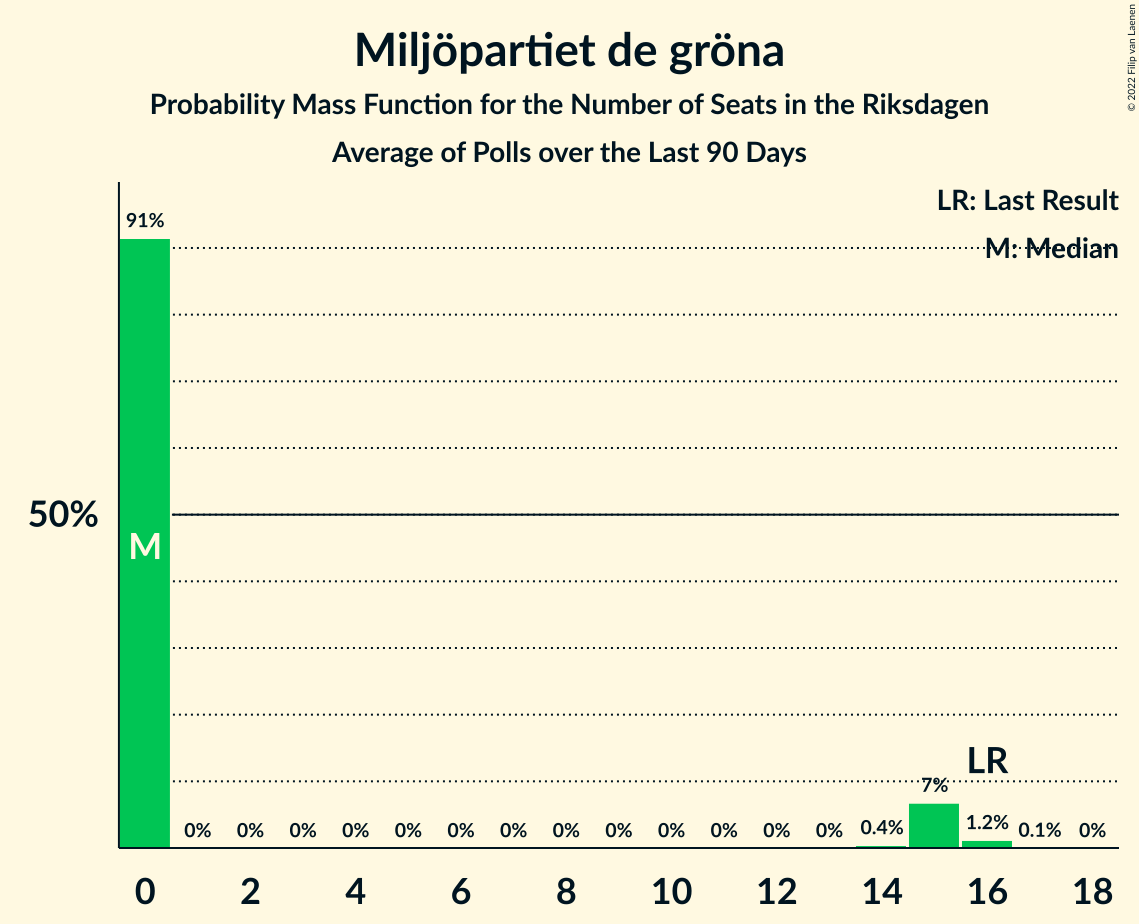 Miljöpartiet de gröna
Probability Mass Function for the Number of Seats in the Riksdagen
Average of Polls over the Last 90 Days
© 2022 Filip van Laenen
LR: Last Result
M: Median
91%
50%
M
LR
0% 0% 0% 0% 0% 0% 0% 0% 0% 0% 0% 0% 0% 0.4% 7% 1.2% 0.1% 0%
0 2 4 6 8 10 12 14 16 18